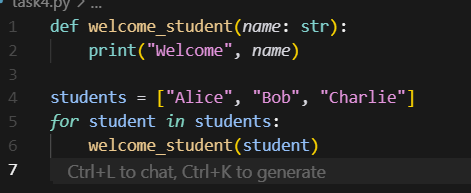 task4.py > ...
1 def welcome_student(name: str):
2     print("Welcome", name)
3
4 students = ["Alice", "Bob", "Charlie"]
5 for student in students:
6     welcome_student(student)
7 Ctrl+L to chat, Ctrl+K to generate